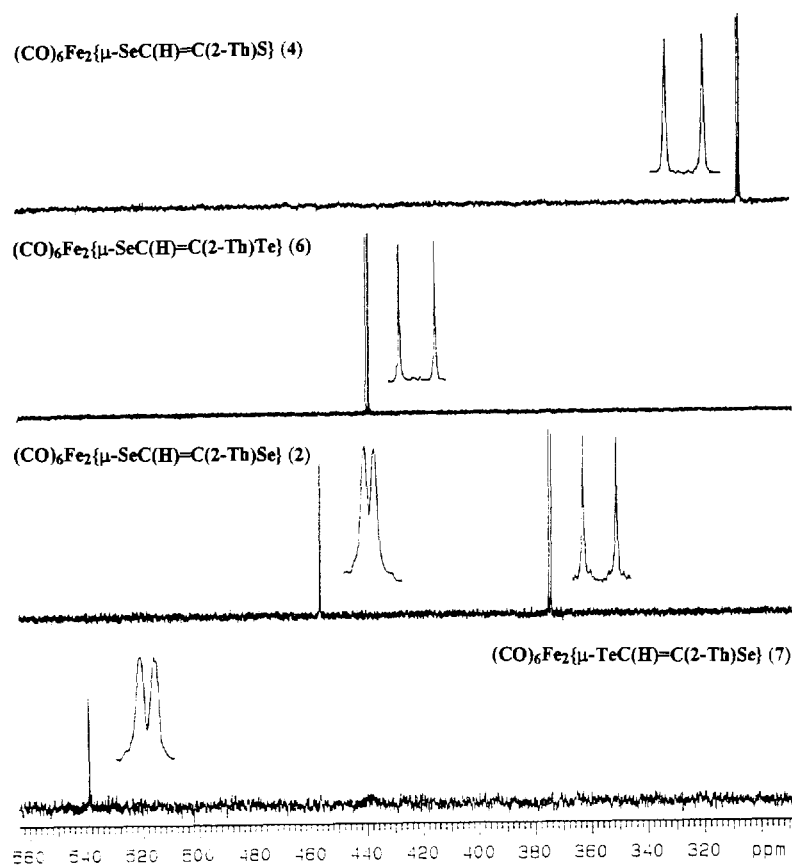 (CO)₆Fe₂{μ-SeC(H)=C(2-Th)S} (4)
(CO)₆Fe₂{μ-SeC(H)=C(2-Th)Te} (6)
(CO)₆Fe₂{μ-SeC(H)=C(2-Th)Se} (2)
(CO)₆Fe₂{μ-TeC(H)=C(2-Th)Se} (7)
560 540 520 500 480 460 440 420 400 380 360 340 320 ppm